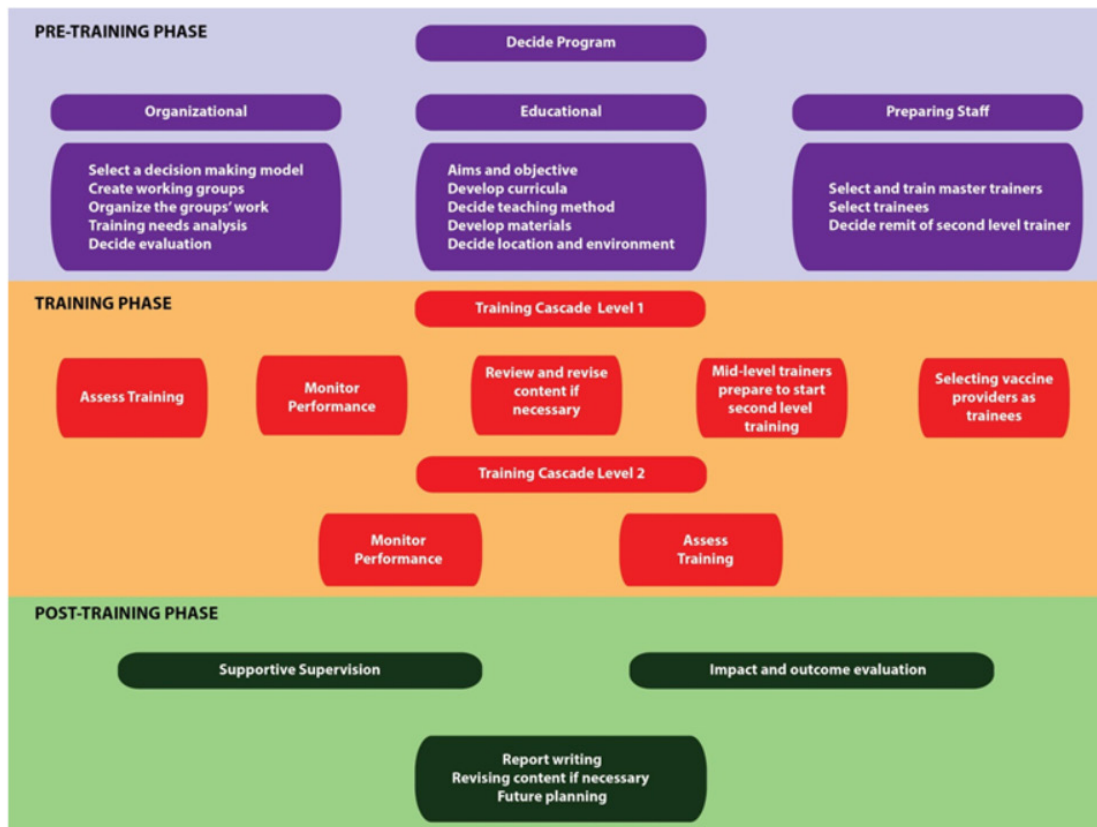 PRE-TRAINING PHASE
Decide Program
Organizational
Educational
Preparing Staff
Select a decision making model
Create working groups
Organize the groups' work
Training needs analysis
Decide evaluation
Aims and objective
Develop curricula
Decide teaching method
Develop materials
Decide location and environment
Select and train master trainers
Select trainees
Decide remit of second level trainer
TRAINING PHASE
Training Cascade Level 1
Assess Training
Monitor
Performance
Review and revise
content if
necessary
Mid-level trainers
prepare to start
second level
training
Selecting vaccine
providers as
trainees
Training Cascade Level 2
Monitor
Performance
Assess
Training
POST-TRAINING PHASE
Supportive Supervision
Impact and outcome evaluation
Report writing
Revising content if necessary
Future planning